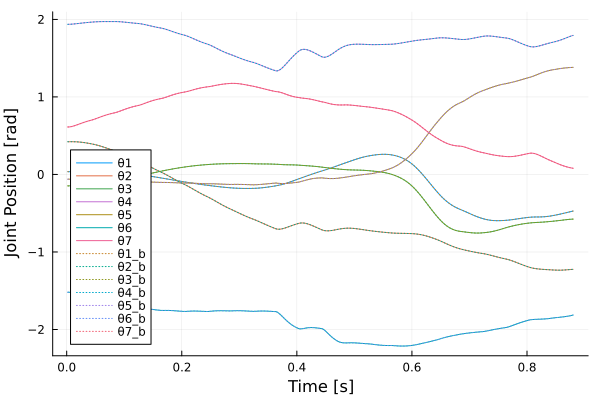 2
1
0
−1
−2
Joint Position [rad]
θ1
θ2
θ3
θ4
θ5
θ6
θ7
θ1_b
θ2_b
θ3_b
θ4_b
θ5_b
θ6_b
θ7_b
0.0 0.2 0.4 0.6 0.8
Time [s]